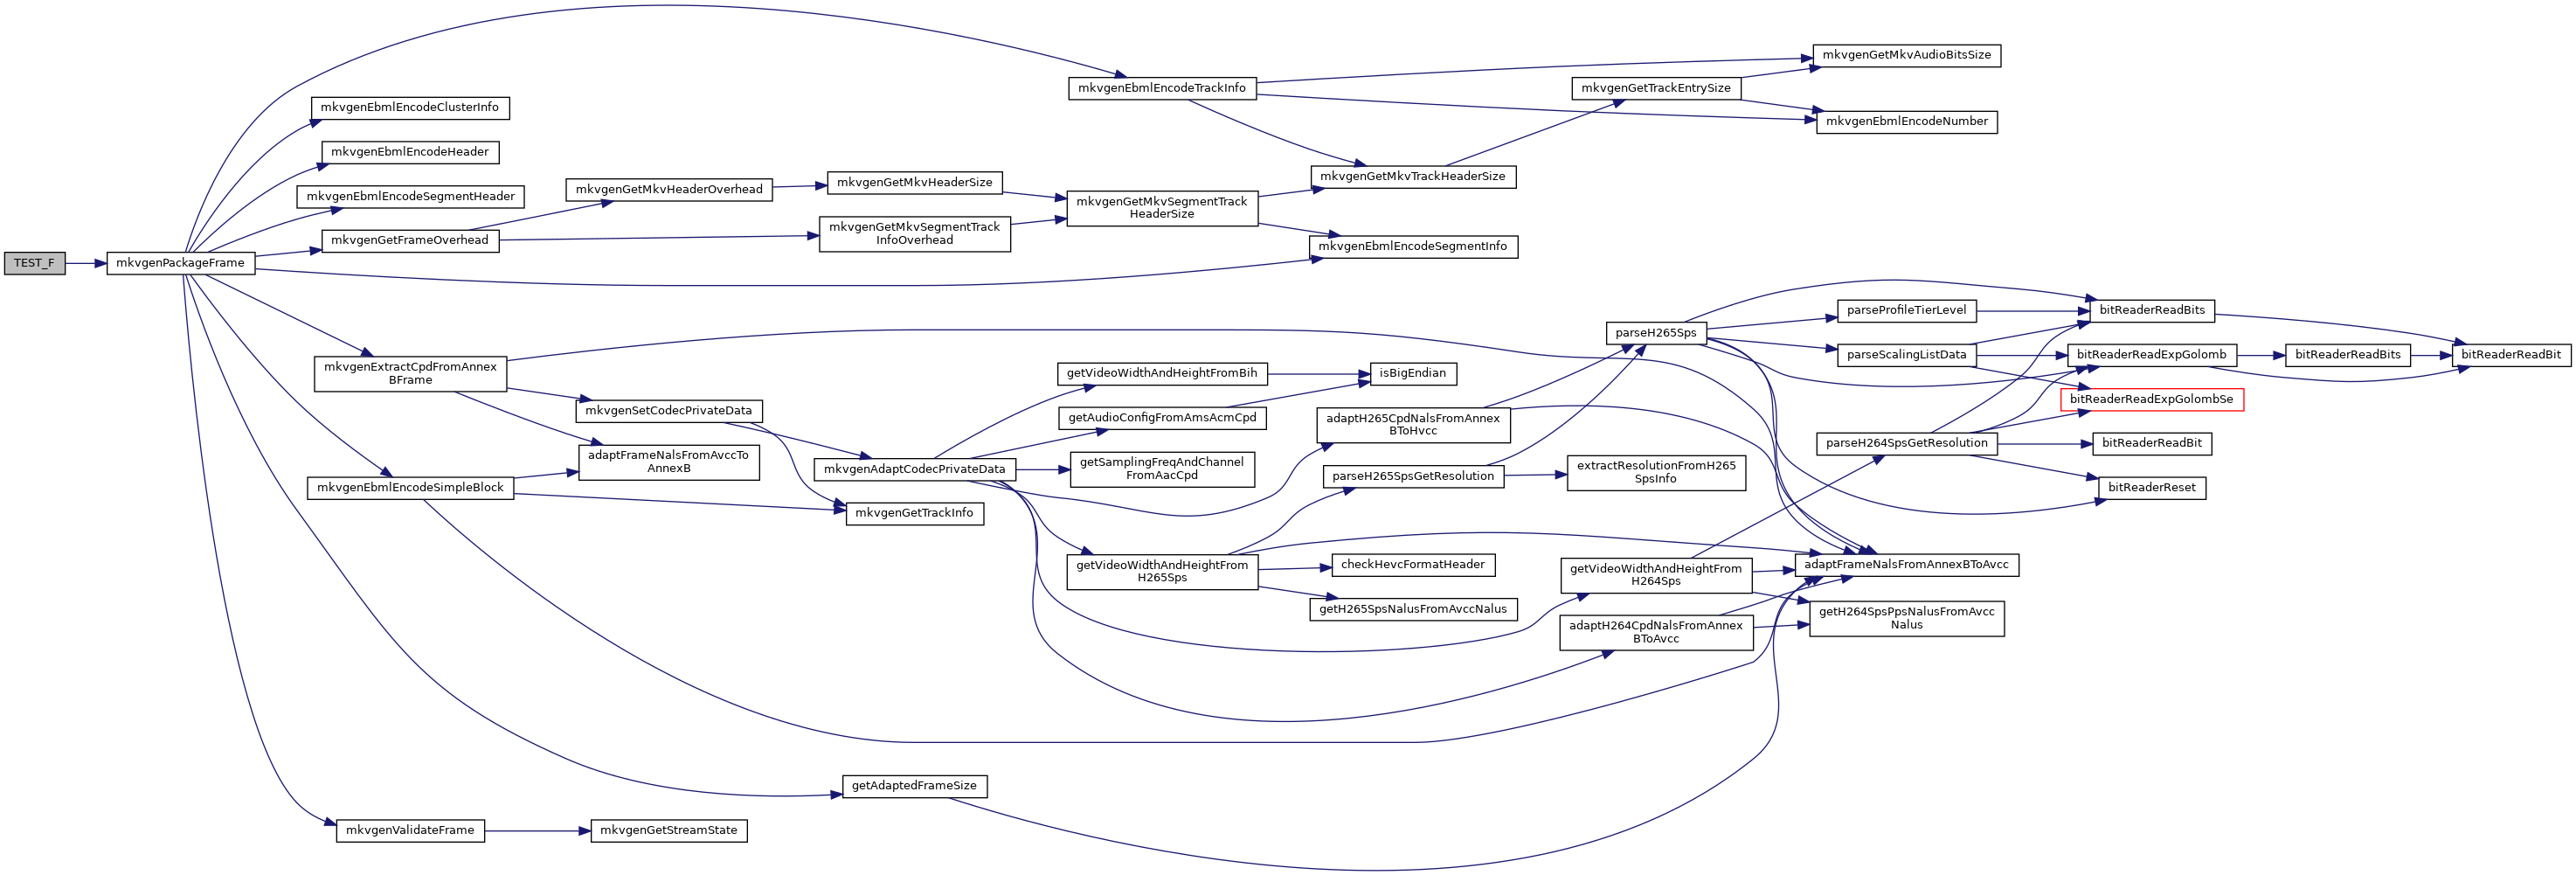 TEST_F
mkvgenPackageFrame
mkvgenEbmlEncodeClusterInfo
mkvgenEbmlEncodeHeader
mkvgenEbmlEncodeSegmentHeader
mkvgenGetFrameOverhead
mkvgenExtractCpdFromAnnex
BFrame
mkvgenEbmlEncodeSimpleBlock
mkvgenValidateFrame
mkvgenGetMkvHeaderOverhead
mkvgenSetCodecPrivateData
adaptFrameNalsFromAvccTo
AnnexB
mkvgenGetStreamState
mkvgenGetMkvHeaderSize
mkvgenGetMkvSegmentTrack
InfoOverhead
mkvgenAdaptCodecPrivateData
mkvgenGetTrackInfo
getAdaptedFrameSize
mkvgenEbmlEncodeTrackInfo
mkvgenGetMkvSegmentTrack
HeaderSize
getVideoWidthAndHeightFromBih
getAudioConfigFromAmsAcmCpd
getSamplingFreqAndChannel
FromAacCpd
getVideoWidthAndHeightFrom
H265Sps
mkvgenGetMkvTrackHeaderSize
mkvgenEbmlEncodeSegmentInfo
isBigEndian
adaptH265CpdNalsFromAnnex
BToHvcc
parseH265SpsGetResolution
checkHevcFormatHeader
getH265SpsNalusFromAvccNalus
mkvgenGetTrackEntrySize
parseH265Sps
extractResolutionFromH265
SpsInfo
getVideoWidthAndHeightFrom
H264Sps
adaptH264CpdNalsFromAnnex
BToAvcc
mkvgenGetMkvAudioBitsSize
mkvgenEbmlEncodeNumber
parseProfileTierLevel
parseScalingListData
parseH264SpsGetResolution
adaptFrameNalsFromAnnexBToAvcc
getH264SpsPpsNalusFromAvcc
Nalus
bitReaderReadBits
bitReaderReadExpGolomb
bitReaderReadExpGolombSe
bitReaderReadBit
bitReaderReset
bitReaderReadBits
bitReaderReadBit